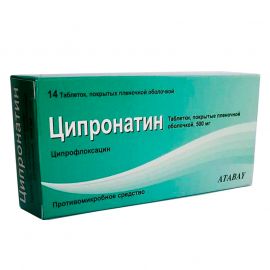 14 Таблеток, покрытых пленочной оболочкой
Ципронатин
Таблетки, покрытые пленочной
оболочкой, 500 мг
Ципрофлоксацин
Противомикробное средство
ATABAY